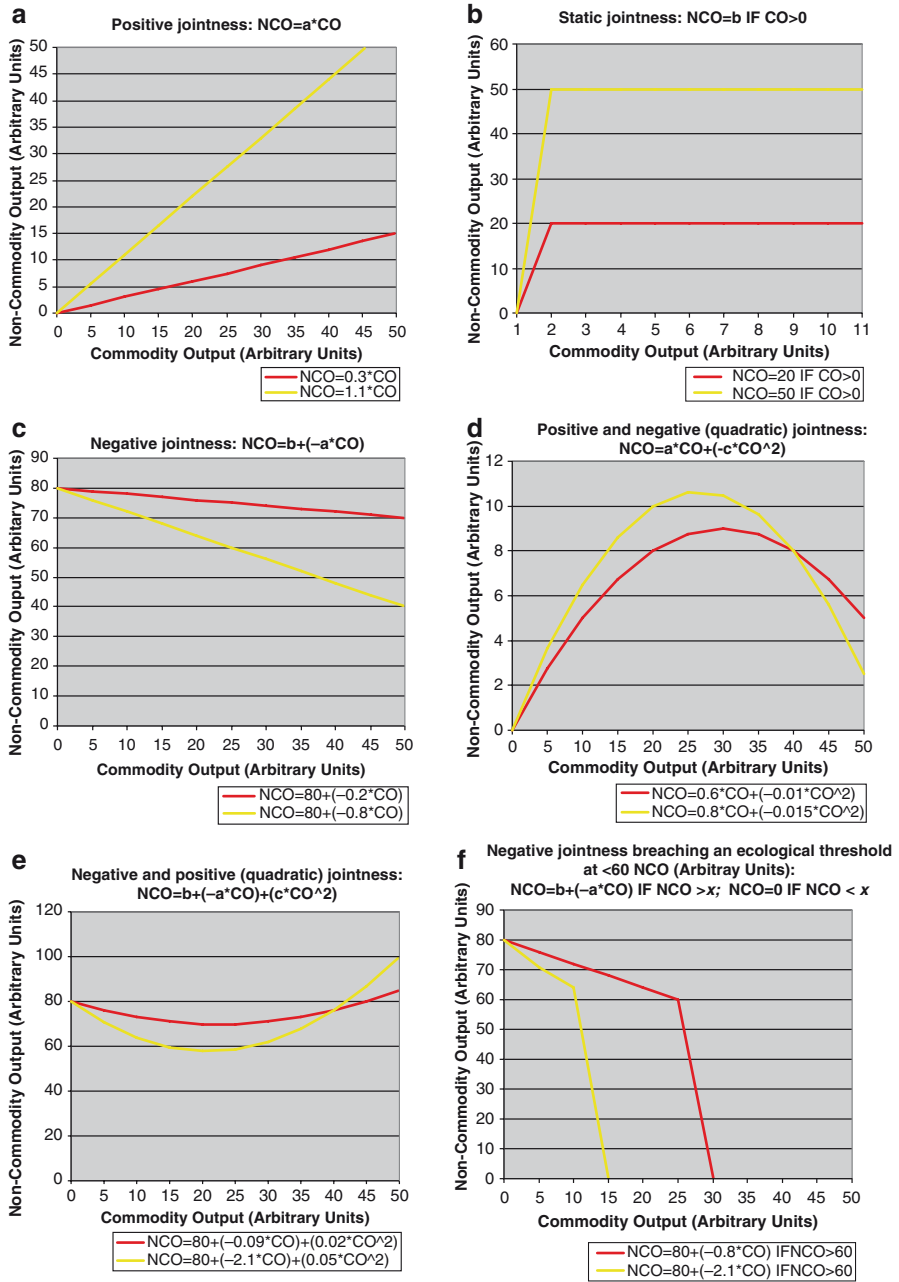 a
Positive jointness: NCO=a*CO
Non-Commodity Output (Arbitrary Units)
50
45
40
35
30
25
20
15
10
5
0
0 5 10 15 20 25 30 35 40 45 50
Commodity Output (Arbitrary Units)
NCO=0.3*CO
NCO=1.1*CO
b
Static jointness: NCO=b IF CO>0
Non-Commodity Output (Arbitrary Units)
60
50
40
30
20
10
0
1 2 3 4 5 6 7 8 9 10 11
Commodity Output (Arbitrary Units)
NCO=20 IF CO>0
NCO=50 IF CO>0
c
Negative jointness: NCO=b+(–a*CO)
Non-Commodity Ouput (Arbitary Units)
90
80
70
60
50
40
30
20
10
0
0 5 10 15 20 25 30 35 40 45 50
Commodity Output (Arbitrary Units)
NCO=80+(–0.2*CO)
NCO=80+(–0.8*CO)
d
Positive and negative (quadratic) jointness:
NCO=a*CO+(-c*CO^2)
Non-Commodity Output (Arbitrary Units)
12
10
8
6
4
2
0
0 5 10 15 20 25 30 35 40 45 50
Commodity Output (Arbitrary Units)
NCO=0.6*CO+(–0.01*CO^2)
NCO=0.8*CO+(–0.015*CO^2)
e
Negative and positive (quadratic) jointness:
NCO=b+(–a*CO)+(c*CO^2)
Non-Commodity Output (Arbitrary Units)
120
100
80
60
40
20
0
0 5 10 15 20 25 30 35 40 45 50
Commodity Output (Arbitrary Units)
NCO=80+(–0.09*CO)+(0.02*CO^2)
NCO=80+(–2.1*CO)+(0.05*CO^2)
f
Negative jointness breaching an ecological threshold
at <60 NCO (Arbitray Units):
NCO=b+(–a*CO) IF NCO >x; NCO=0 IF NCO < x
Non-Commodity Output (Arbitrary Units)
90
80
70
60
50
40
30
20
10
0
0 5 10 15 20 25 30 35 40 45 50
Commodity Output (Arbitrary Units)
NCO=80+(–0.8*CO) IFNCO>60
NCO=80+(–2.1*CO) IFNCO>60